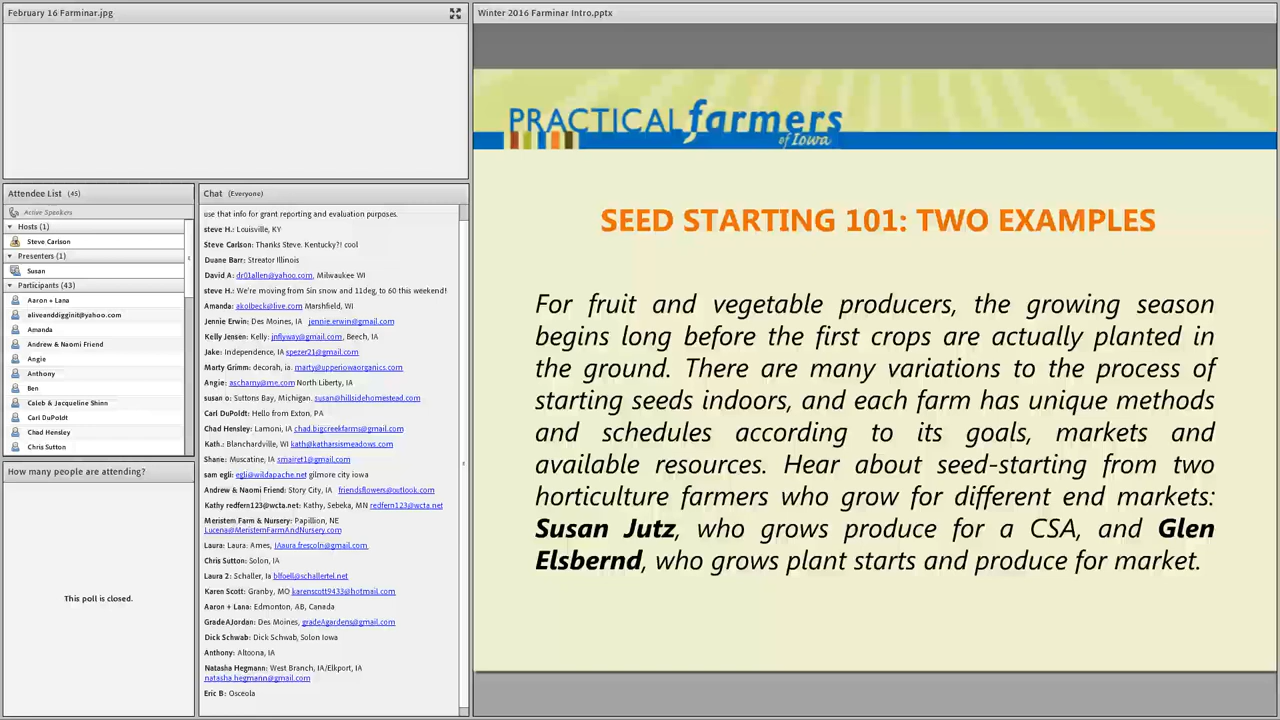 February 16 Farminar.jpg
Attendee List (45)
Active Speakers
Hosts (1)
Steve Carlson
Presenters (1)
Susan
Participants (43)
Aaron + Lana
aliveanddigginit@yahoo.com
Amanda
Andrew & Naomi Friend
Angie
Anthony
Ben
Caleb & Jacqueline Shinn
Carl DuPoldt
Chad Hensley
Chris Sutton
How many people are attending?
This poll is closed.
Chat (Everyone)
use that info for grant reporting and evaluation purposes.
steve H.: Louisville, KY
Steve Carlson: Thanks Steve. Kentucky?! cool
Duane Barr: Streator Illinois
David A: dr01allen@yahoo.com, Milwaukee WI
steve H.: We're moving from 5in snow and 11deg, to 60 this weekend!
Amanda: akolbeck@live.com Marshfield, WI
Jennie Erwin: Des Moines, IA jennie.erwin@gmail.com
Kelly Jensen: Kelly: jnflyway@gmail.com, Beech, IA
Jake: Independence, IA spezer21@gmail.com
Marty Grimm: decorah, ia. marty@upperiowaorganics.com
Angie: aschamy@me.com North Liberty, IA
susan o: Suttons Bay, Michigan. susan@hillsidehomestead.com
Carl DuPoldt: Hello from Exton, PA
Chad Hensley: Lamoni, IA chad.bigcreekfarms@gmail.com
Kath.: Blanchardville, WI kath@katharsismeadows.com
Shane: Muscatine, IA smairet1@gmail.com
sam egli: egli@wildapache.net gilmore city iowa
Andrew & Naomi Friend: Story City, IA friendsflowers@outlook.com
Kathy redfern123@wcta.net: Kathy, Sebeka, MN redfern123@wcta.net
Meristem Farm & Nursery: Papillion, NE
Lucena@MeristemFarmAndNursery.com
Laura: Laura. Ames, IAaura.frescoln@gmail.com
Chris Sutton: Solon, IA
Laura 2: Schaller, Ia blfoell@schallertel.net
Karen Scott: Granby, MO karenscott9433@hotmail.com
Aaron + Lana: Edmonton, AB, Canada
GradeAJordan: Des Moines, gradeAgardens@gmail.com
Dick Schwab: Dick Schwab, Solon Iowa
Anthony: Altoona, IA
Natasha Hegmann: West Branch, IA/Elkport, IA
natasha.hegmann@gmail.com
Eric B: Osceola
Winter 2016 Farminar Intro.pptx
PRACTICAL farmers
of Iowa
SEED STARTING 101: TWO EXAMPLES
For fruit and vegetable producers, the growing season
begins long before the first crops are actually planted in
the ground. There are many variations to the process of
starting seeds indoors, and each farm has unique methods
and schedules according to its goals, markets and
available resources. Hear about seed-starting from two
horticulture farmers who grow for different end markets:
Susan Jutz, who grows produce for a CSA, and Glen
Elsbernd, who grows plant starts and produce for market.